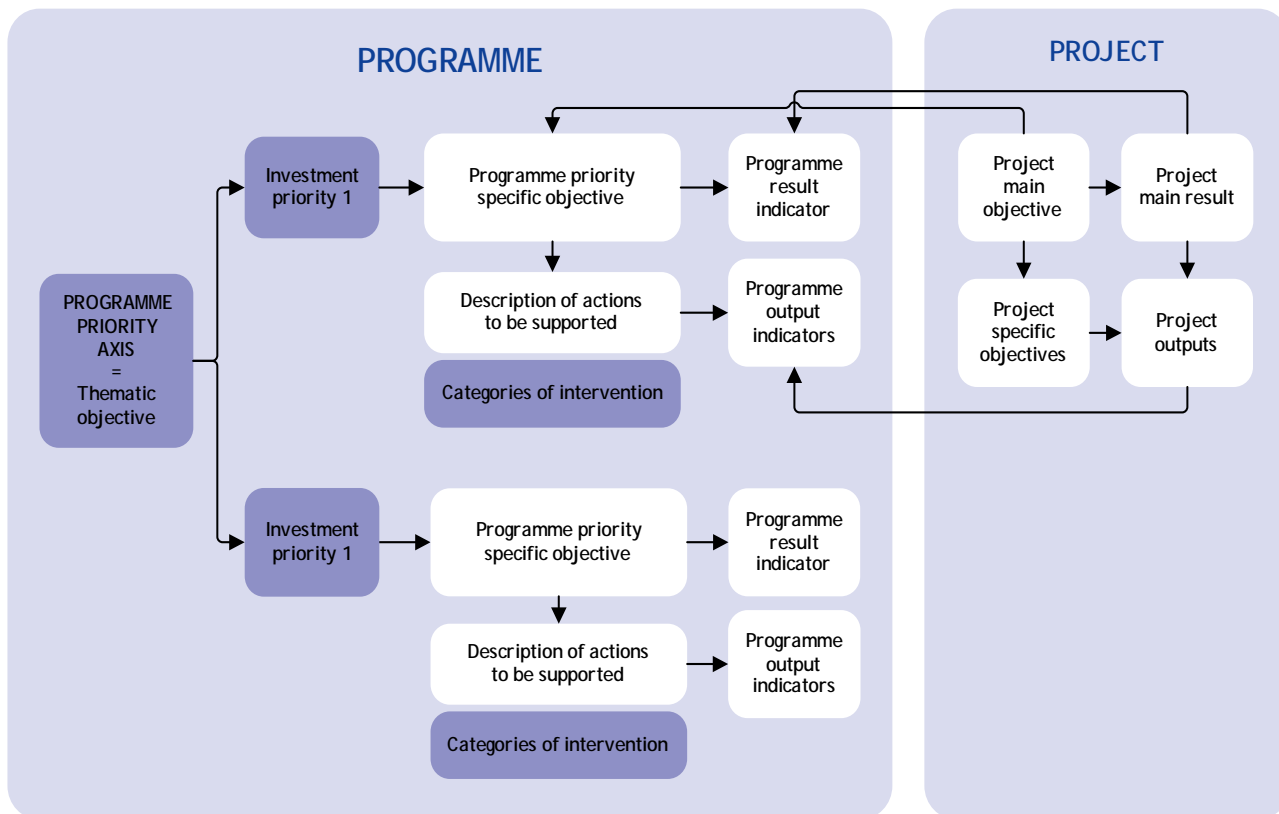 PROGRAMME
PROJECT
PROGRAMME
PRIORITY
AXIS
=
Thematic
objective
Investment
priority 1
Programme priority
specific objective
Programme
result
indicator
Description of actions
to be supported
Programme
output
indicators
Categories of intervention
Project
main
objective
Project
main result
Project
specific
objectives
Project
outputs
Investment
priority 1
Programme priority
specific objective
Programme
result
indicator
Description of actions
to be supported
Programme
output
indicators
Categories of intervention